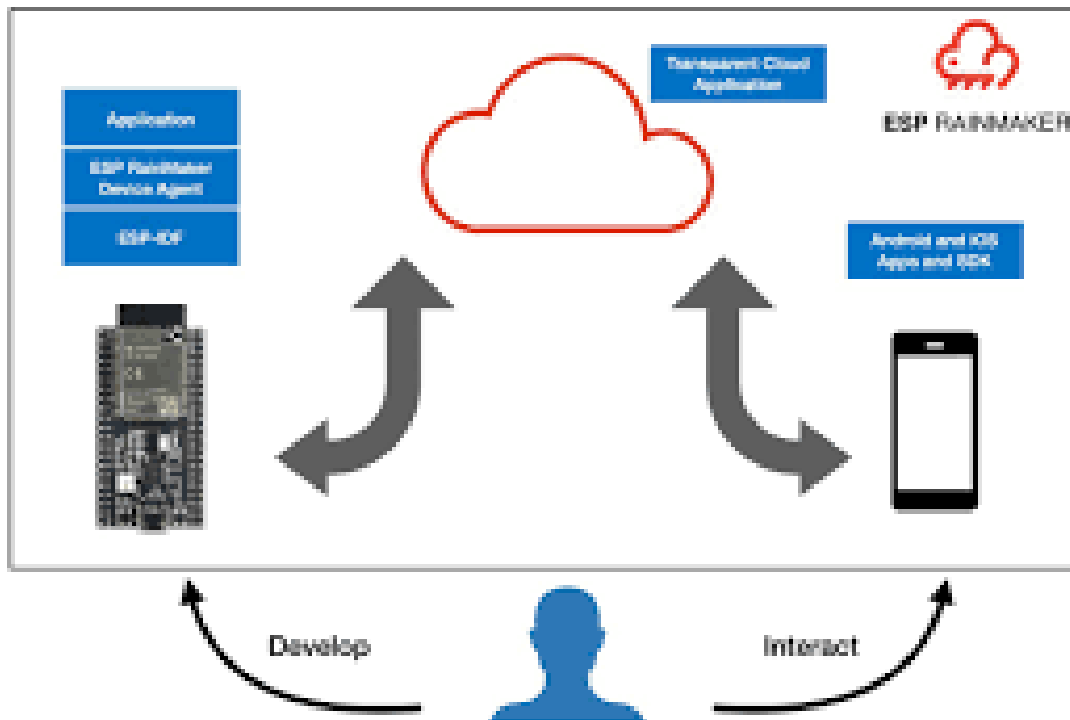 Transparent Cloud
Application
ESP RAINMAKER
Application
ESP RainMaker
Device Agent
ESP-IDF
Android and iOS
Apps and SDK
Develop
Interact